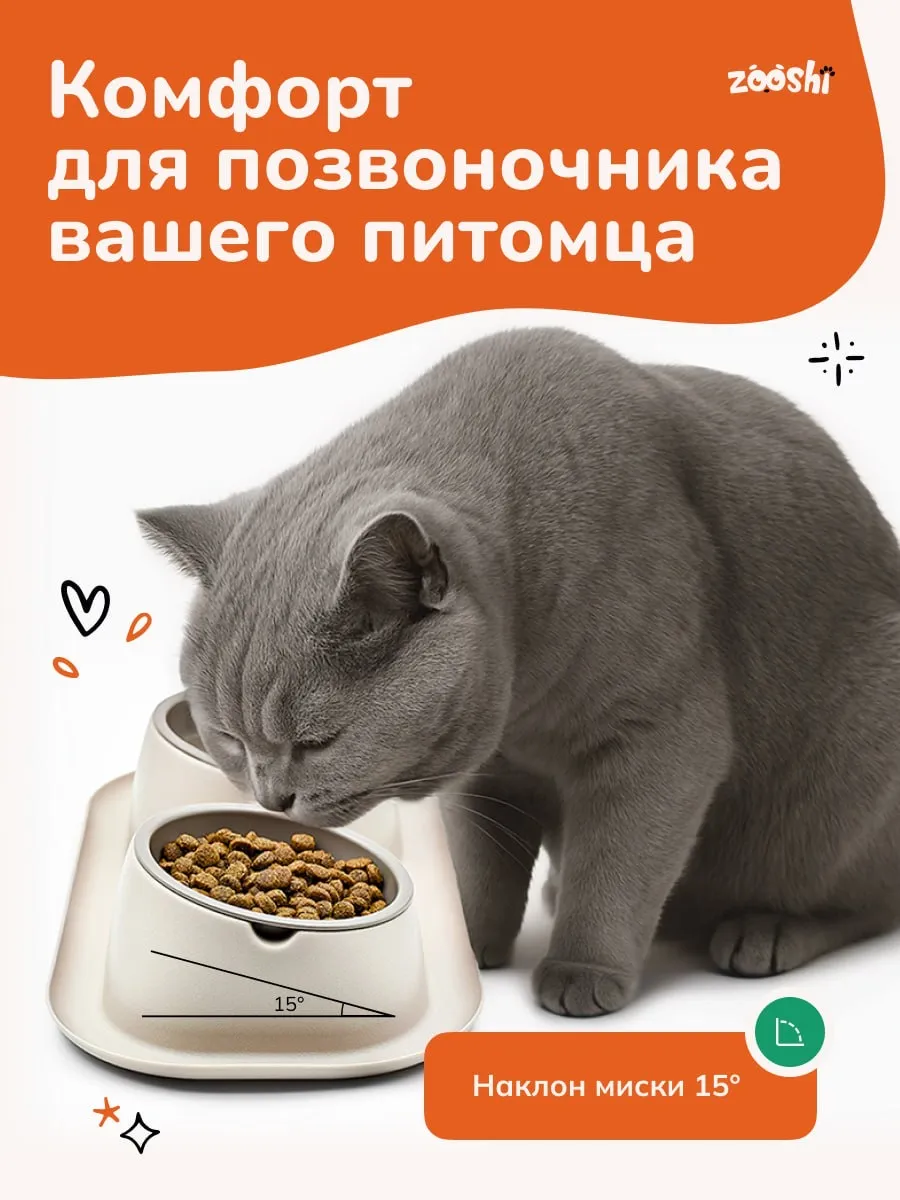 Комфорт
zooshi
для позвоночника
вашего питомца
15°
Наклон миски 15°